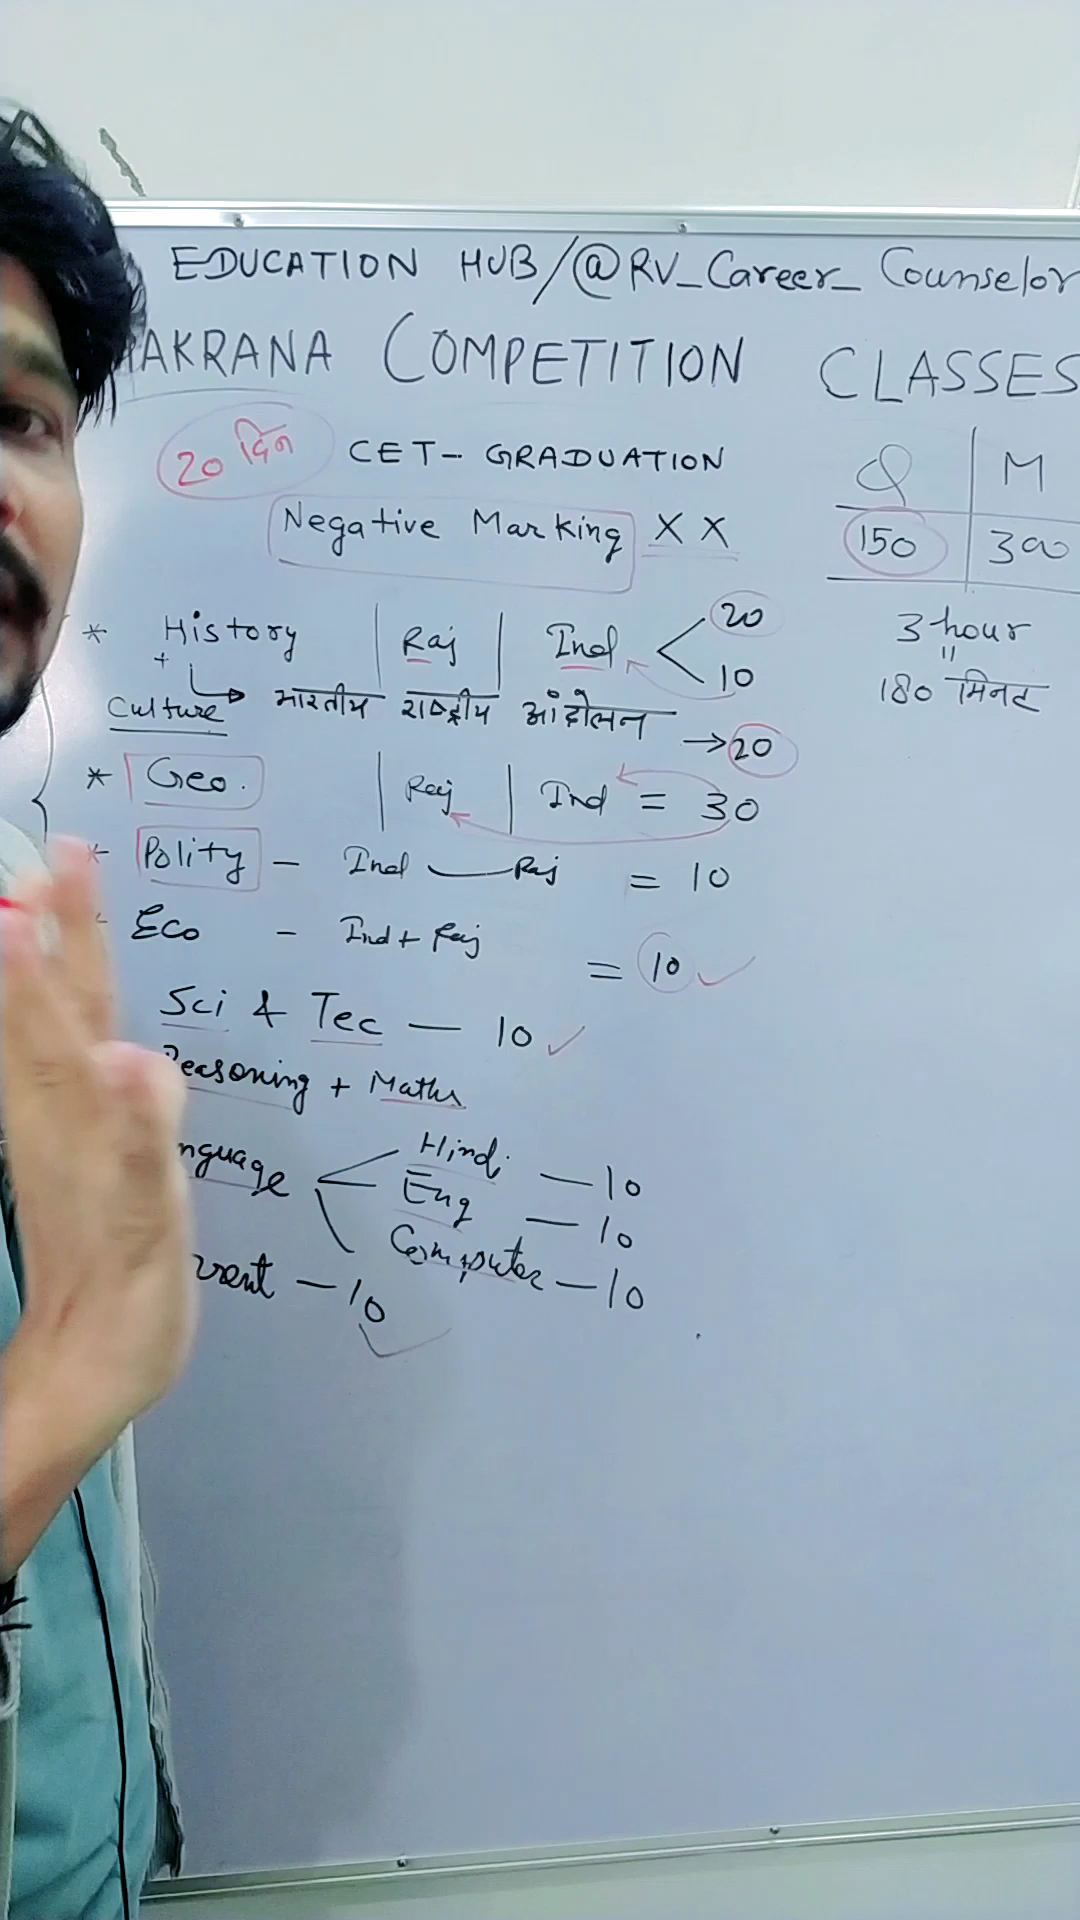 EDUCATION HUB/@RV_Career_Counselor
AKRANA COMPETITION CLASSES
20 दिन CET- GRADUATION
Q M
150 300
Negative Marking X X
3 hour
"
180 मिनट
* History | Raj | Ind < 20
10
+
Culture → भारतीय राष्ट्रीय आंदोलन → 20
* Geo. | Raj | Ind = 30
* Polity - Ind — Raj = 10
* Eco - Ind + Raj = 10 ✓
Sci & Tec — 10 ✓
Reasoning + Maths
nguage < Hindi — 10
Eng — 10
Computer — 10
rrent — 10 ✓